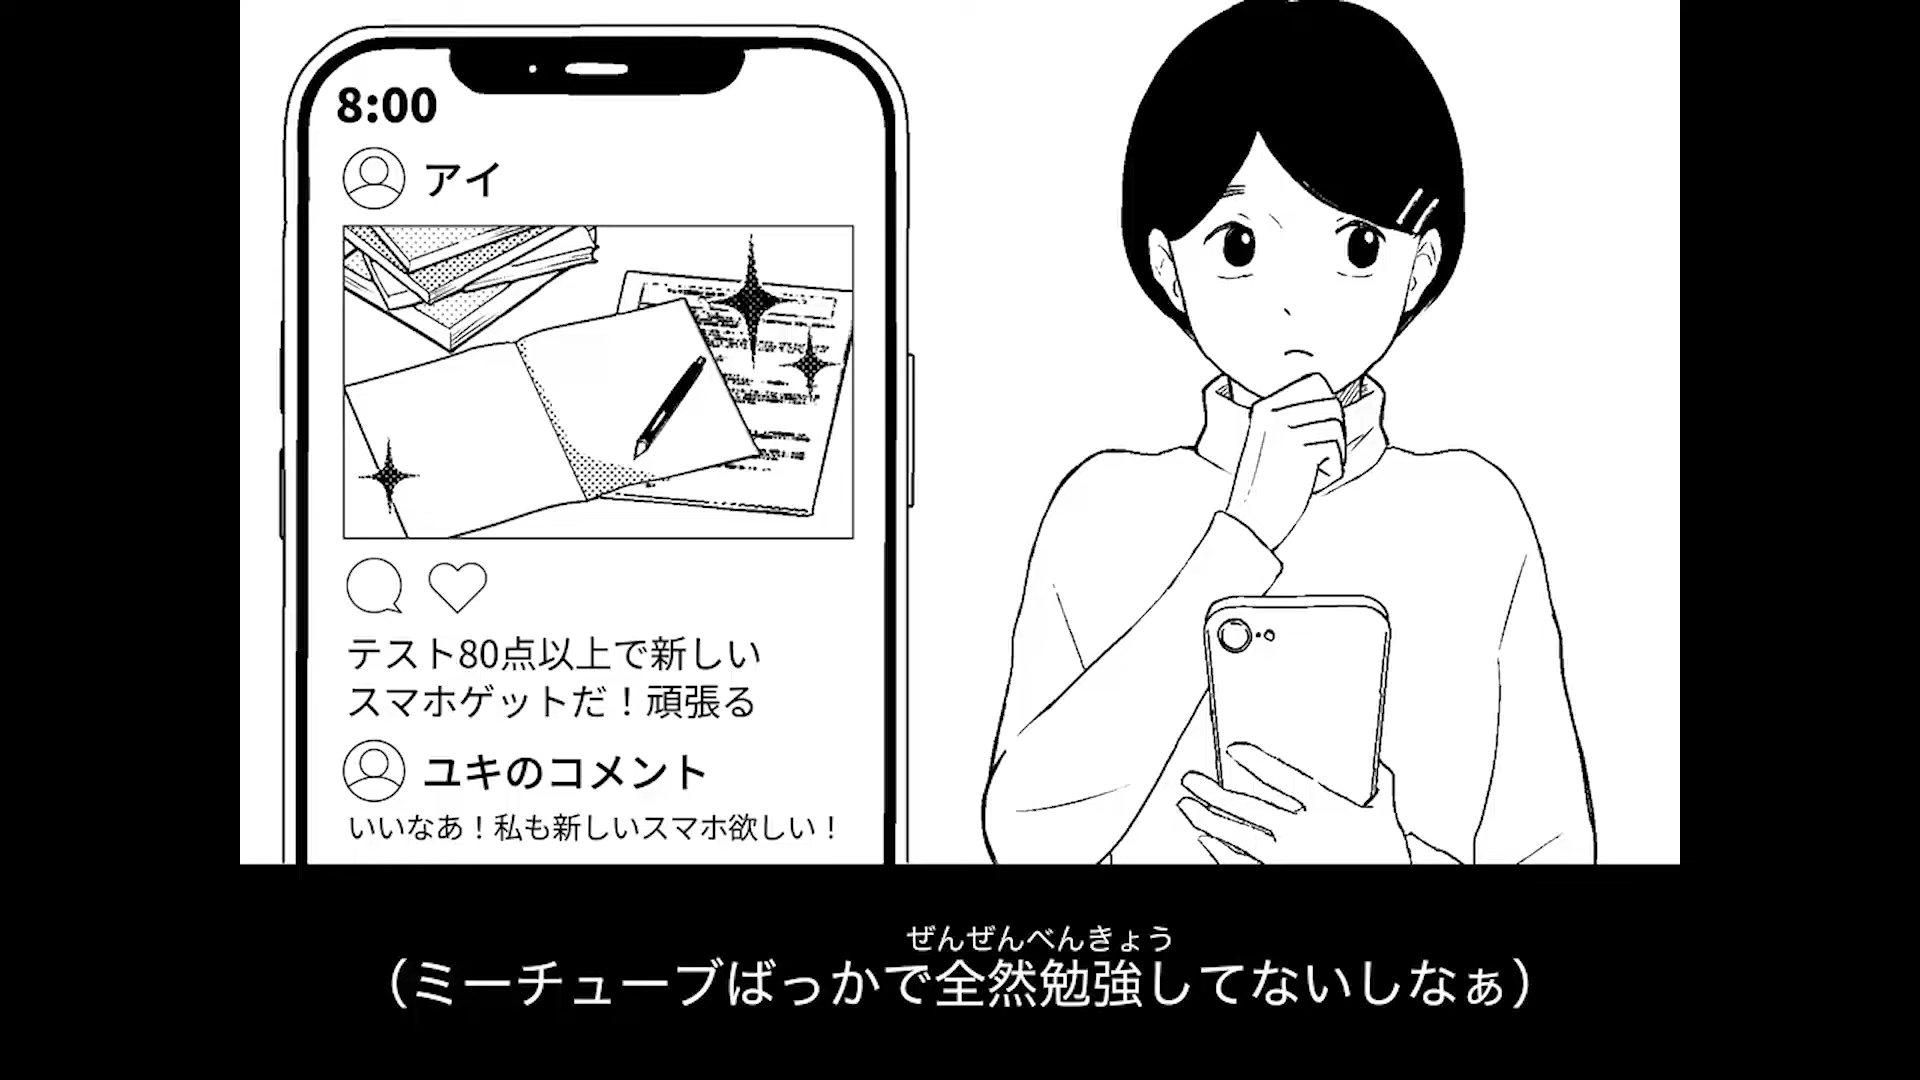 8:00
アイ
テスト80点以上で新しい
スマホゲットだ！頑張る
ユキのコメント
いいなあ！私も新しいスマホ欲しい！
ぜんぜんべんきょう
（ミーチューブばっかで全然勉強してないしなぁ）